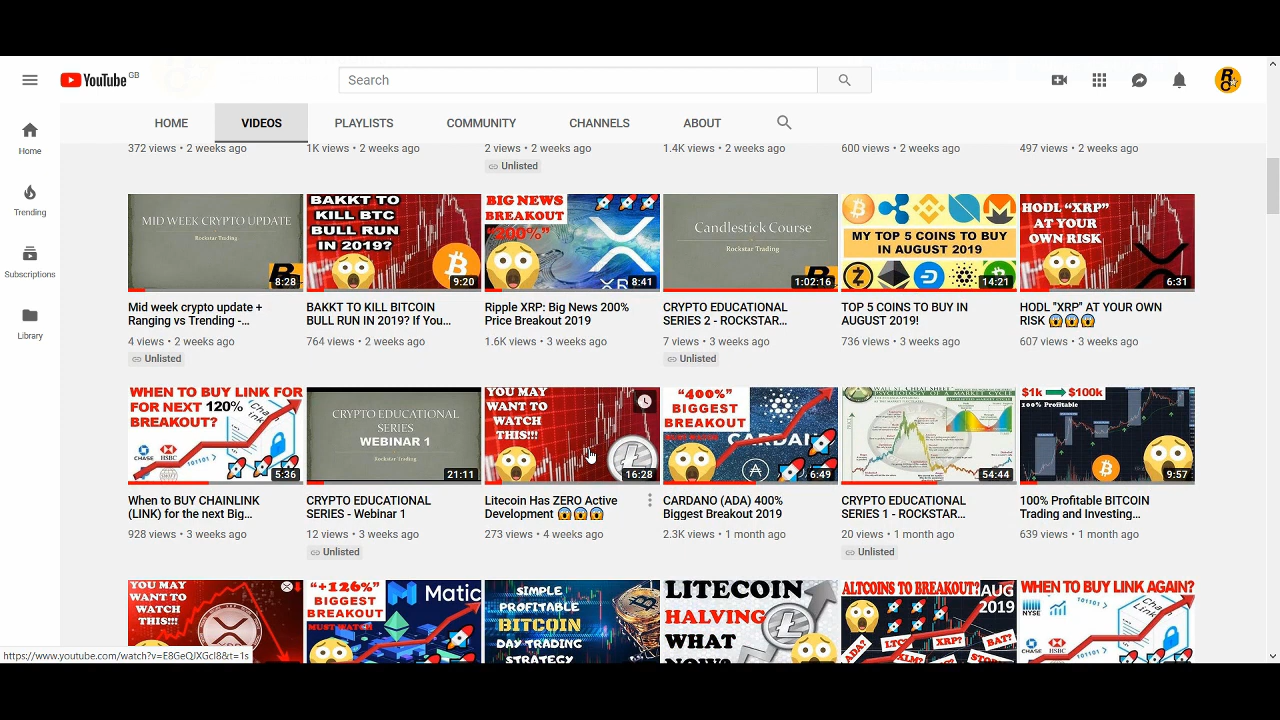 YouTube GB
Search
Home
Trending
Subscriptions
Library
HOME VIDEOS PLAYLISTS COMMUNITY CHANNELS ABOUT
372 views • 2 weeks ago
1K views • 2 weeks ago
2 views • 2 weeks ago
Unlisted
1.4K views • 2 weeks ago
600 views • 2 weeks ago
497 views • 2 weeks ago
MID WEEK CRYPTO UPDATE
Rockstar Trading
8:28
Mid week crypto update +
Ranging vs Trending -...
4 views • 2 weeks ago
Unlisted
BAKKT TO
KILL BTC
BULL RUN
IN 2019?
9:20
BAKKT TO KILL BITCOIN
BULL RUN IN 2019? If You...
764 views • 2 weeks ago
BIG NEWS
BREAKOUT
"200%"
8:41
Ripple XRP: Big News 200%
Price Breakout 2019
1.6K views • 3 weeks ago
Candlestick Course
Rockstar Trading
1:02:16
CRYPTO EDUCATIONAL
SERIES 2 - ROCKSTAR...
7 views • 3 weeks ago
Unlisted
MY TOP 5 COINS TO BUY
IN AUGUST 2019
14:21
TOP 5 COINS TO BUY IN
AUGUST 2019!
736 views • 3 weeks ago
HODL "XRP"
AT YOUR
OWN RISK
6:31
HODL "XRP" AT YOUR OWN
RISK 😱😱😱
607 views • 3 weeks ago
WHEN TO BUY LINK FOR
FOR NEXT 120%
BREAKOUT?
CHASE HSBC
101101
5:36
When to BUY CHAINLINK
(LINK) for the next Big...
928 views • 3 weeks ago
CRYPTO EDUCATIONAL
SERIES
WEBINAR 1
Rockstar Trading
21:11
CRYPTO EDUCATIONAL
SERIES - Webinar 1
12 views • 3 weeks ago
Unlisted
YOU MAY
WANT TO
WATCH
THIS!!!
16:28
Litecoin Has ZERO Active
Development 😱😱😱
273 views • 4 weeks ago
"400%"
BIGGEST
BREAKOUT
6:49
CARDANO (ADA) 400%
Biggest Breakout 2019
2.3K views • 1 month ago
PSYCHOLOGY OF A MARKET CYCLE
54:44
CRYPTO EDUCATIONAL
SERIES 1 - ROCKSTAR...
20 views • 1 month ago
Unlisted
$1k $100k
100% Profitable
9:57
100% Profitable BITCOIN
Trading and Investing...
639 views • 1 month ago
YOU MAY
WANT TO
WATCH
THIS!!!
"+126%"
BIGGEST
BREAKOUT
MUST WATCH
Matic
SIMPLE
PROFITABLE
BITCOIN
DAY TRADING
STRATEGY
LITECOIN
HALVING
WHAT
NOW?
ALTCOINS TO BREAKOUT? AUG
2019
ADA?
LTC?
XRP?
BAT?
XLM?
WHEN TO BUY LINK AGAIN?
NYSE
101101
CHASE HSBC
https://www.youtube.com/watch?v=E8GeQJXGcI8&t=1s